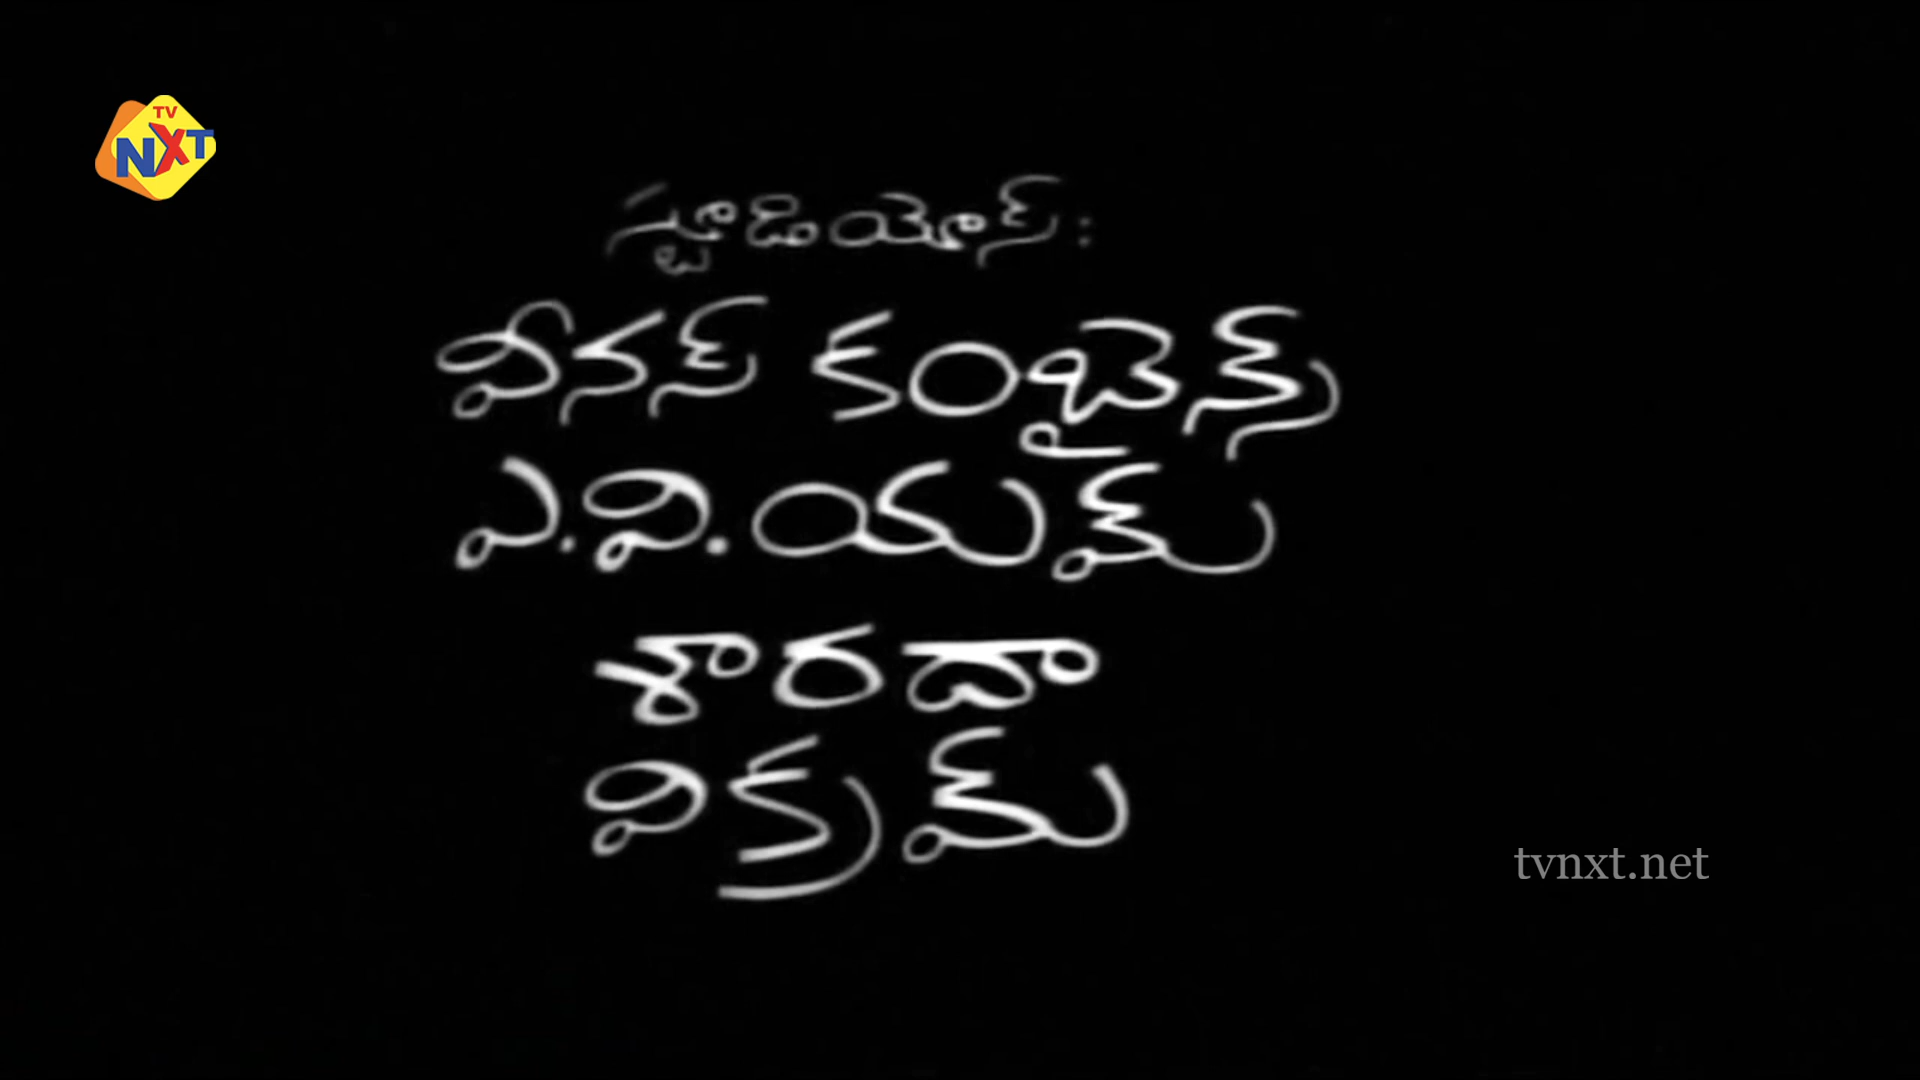 TV
NXT
స్టూడియోస్:
వీనస్ కంబైన్స్
ఎ.వి.యమ్
శారదా
విక్రమ్
tvnxt.net